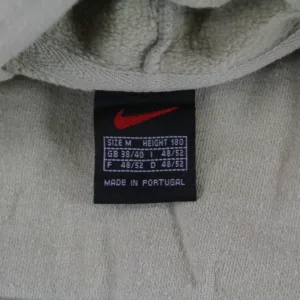 SIZE M HEIGHT 180
GB 38/40 I 48/52
F 48/52 D 48/52
MADE IN PORTUGAL